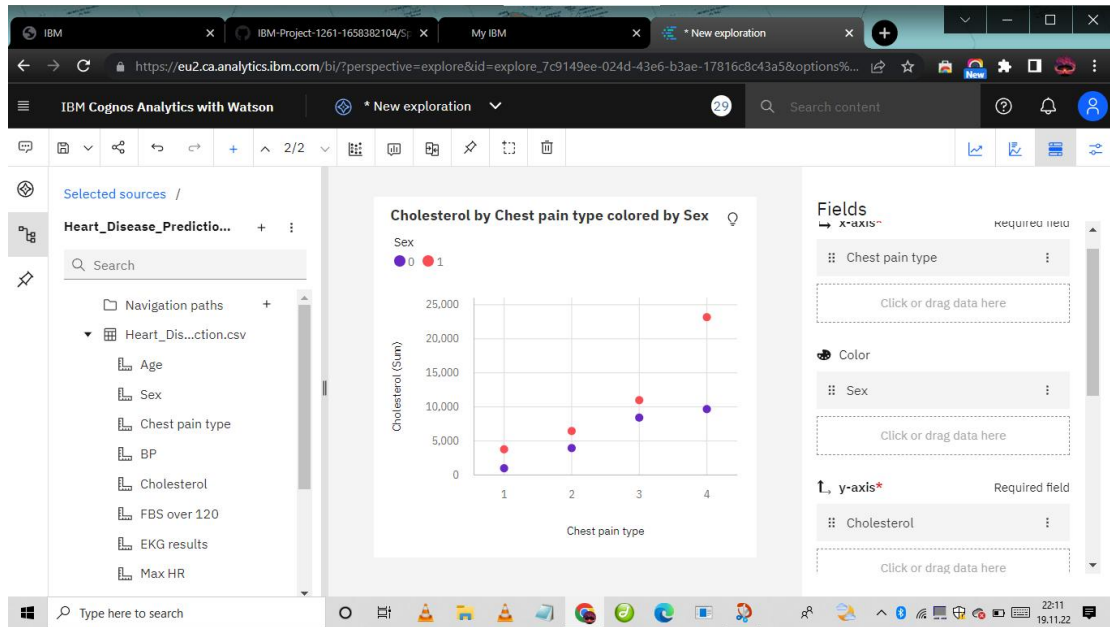 IBM
IBM-Project-1261-1658382104/Sp
My IBM
* New exploration
https://eu2.ca.analytics.ibm.com/bi/?perspective=explore&id=explore_7c9149ee-024d-43e6-b3ae-17816c8c43a5&options%...
New
IBM Cognos Analytics with Watson
* New exploration
29
Search content
2/2
Selected sources /
Heart_Disease_Predictio...
Search
Navigation paths
Heart_Dis...ction.csv
Age
Sex
Chest pain type
BP
Cholesterol
FBS over 120
EKG results
Max HR
Cholesterol by Chest pain type colored by Sex
Sex
0 1
25,000
20,000
15,000
10,000
5,000
0
Cholesterol (Sum)
1 2 3 4
Chest pain type
Fields
x-axis* Required field
Chest pain type
Click or drag data here
Color
Sex
Click or drag data here
y-axis* Required field
Cholesterol
Click or drag data here
Type here to search
22:11
19.11.22